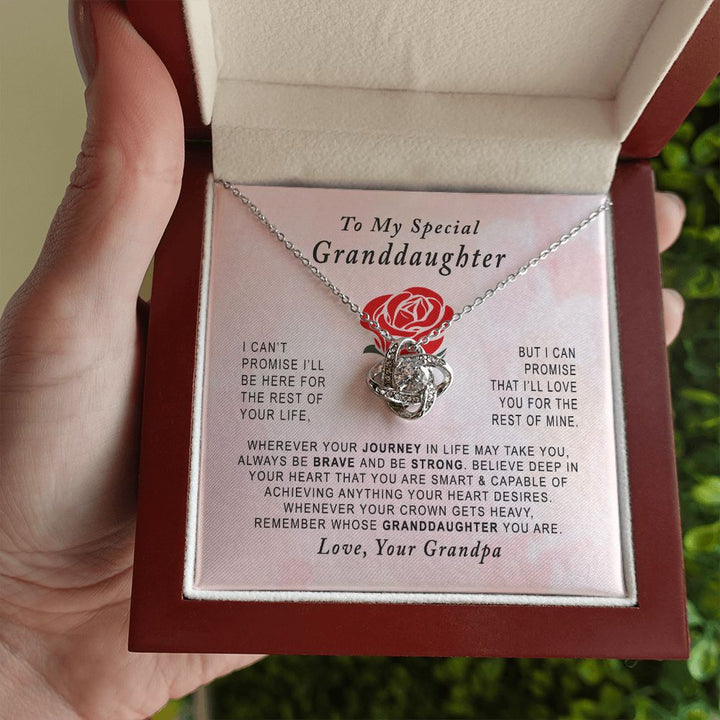 To My Special
Granddaughter
I CAN'T
PROMISE I'LL
BE HERE FOR
THE REST OF
YOUR LIFE,
BUT I CAN
PROMISE
THAT I'LL LOVE
YOU FOR THE
REST OF MINE.
WHEREVER YOUR JOURNEY IN LIFE MAY TAKE YOU,
ALWAYS BE BRAVE AND BE STRONG. BELIEVE DEEP IN
YOUR HEART THAT YOU ARE SMART & CAPABLE OF
ACHIEVING ANYTHING YOUR HEART DESIRES.
WHENEVER YOUR CROWN GETS HEAVY,
REMEMBER WHOSE GRANDDAUGHTER YOU ARE.
Love, Your Grandpa